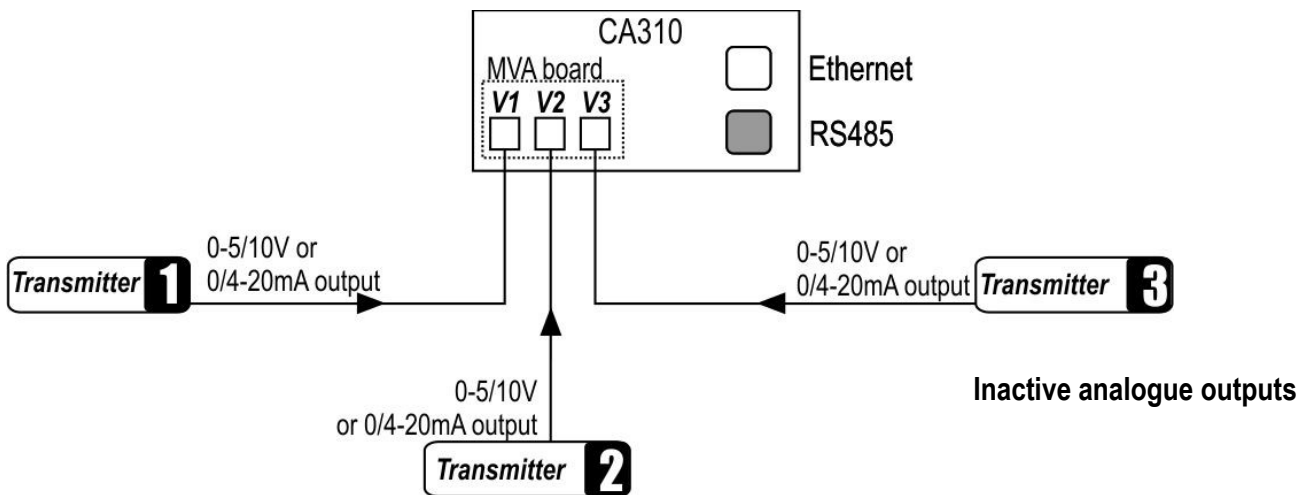 CA310
MVA board
V1 V2 V3
Ethernet
RS485
0-5/10V or
0/4-20mA output
Transmitter 1
0-5/10V or
0/4-20mA output
Transmitter 3
0-5/10V
or 0/4-20mA output
Transmitter 2
Inactive analogue outputs